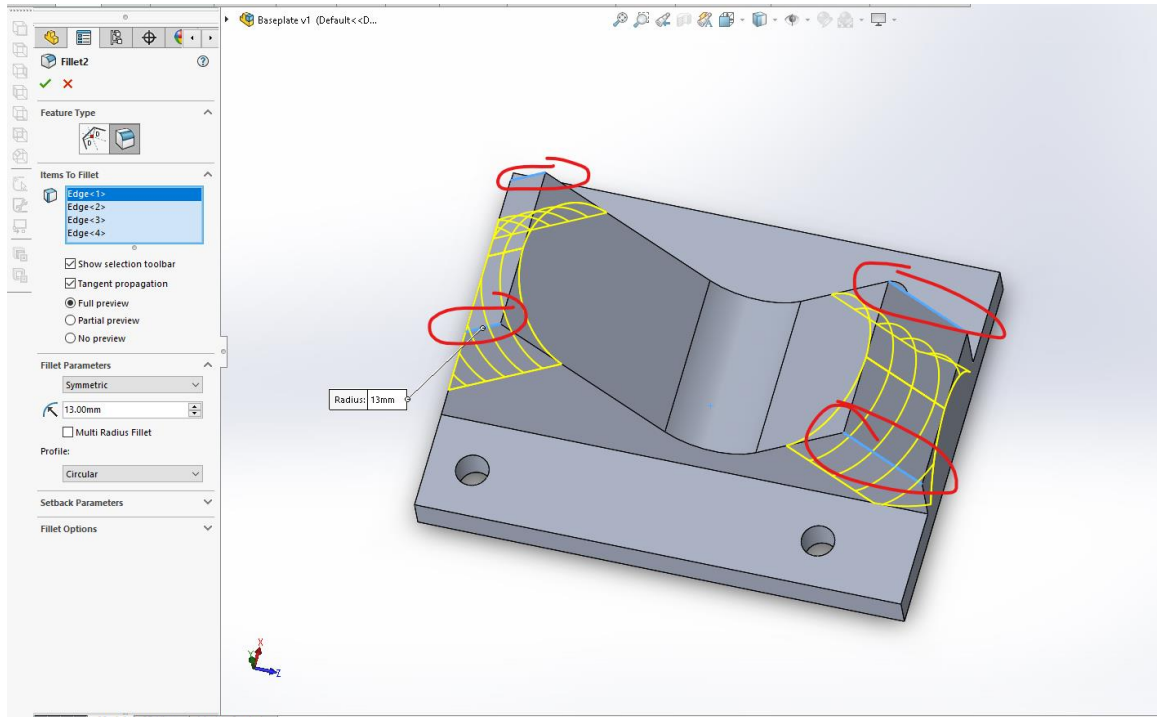 Baseplate v1 (Default<<D...
Fillet2
Feature Type
Items To Fillet
Edge<1>
Edge<2>
Edge<3>
Edge<4>
Show selection toolbar
Tangent propagation
Full preview
Partial preview
No preview
Fillet Parameters
Symmetric
13.00mm
Multi Radius Fillet
Profile:
Circular
Setback Parameters
Fillet Options
Radius: 13mm
X
Y
Z